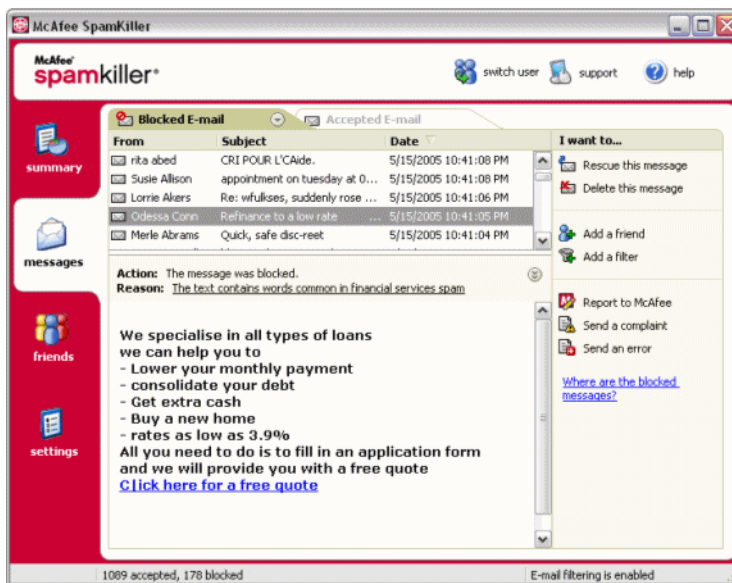 McAfee SpamKiller
McAfee®
spamkiller®
switch user
support
help
summary
messages
friends
settings
Blocked E-mail
Accepted E-mail
From Subject Date
rita abed CRI POUR L'CAide. 5/15/2005 10:41:08 PM
Susie Allison appointment on tuesday at 0... 5/15/2005 10:41:08 PM
Lorrie Akers Re: wfulkses, suddenly rose ... 5/15/2005 10:41:06 PM
Odessa Conn Refinance to a low rate ... 5/15/2005 10:41:05 PM
Merle Abrams Quick, safe disc-reet 5/15/2005 10:41:04 PM
Action: The message was blocked.
Reason: The text contains words common in financial services spam
We specialise in all types of loans
we can help you to
- Lower your monthly payment
- consolidate your debt
- Get extra cash
- Buy a new home
- rates as low as 3.9%
All you need to do is to fill in an application form
and we will provide you with a free quote
Click here for a free quote
I want to...
Rescue this message
Delete this message
Add a friend
Add a filter
Report to McAfee
Send a complaint
Send an error
Where are the blocked
messages?
1089 accepted, 178 blocked
E-mail filtering is enabled